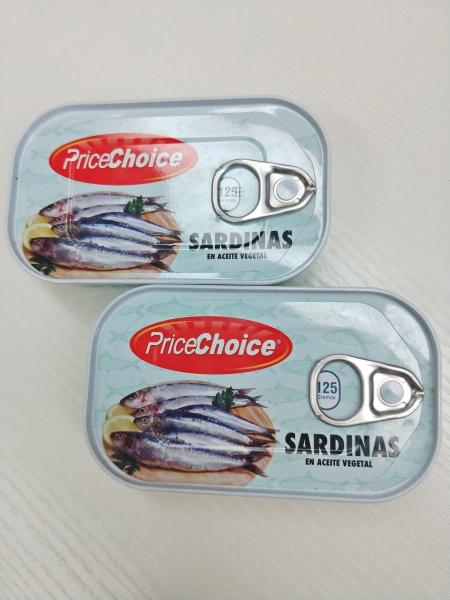 PriceChoice
125
SARDINAS
EN ACEITE VEGETAL
PriceChoice®
125
Gramos
SARDINAS
EN ACEITE VEGETAL